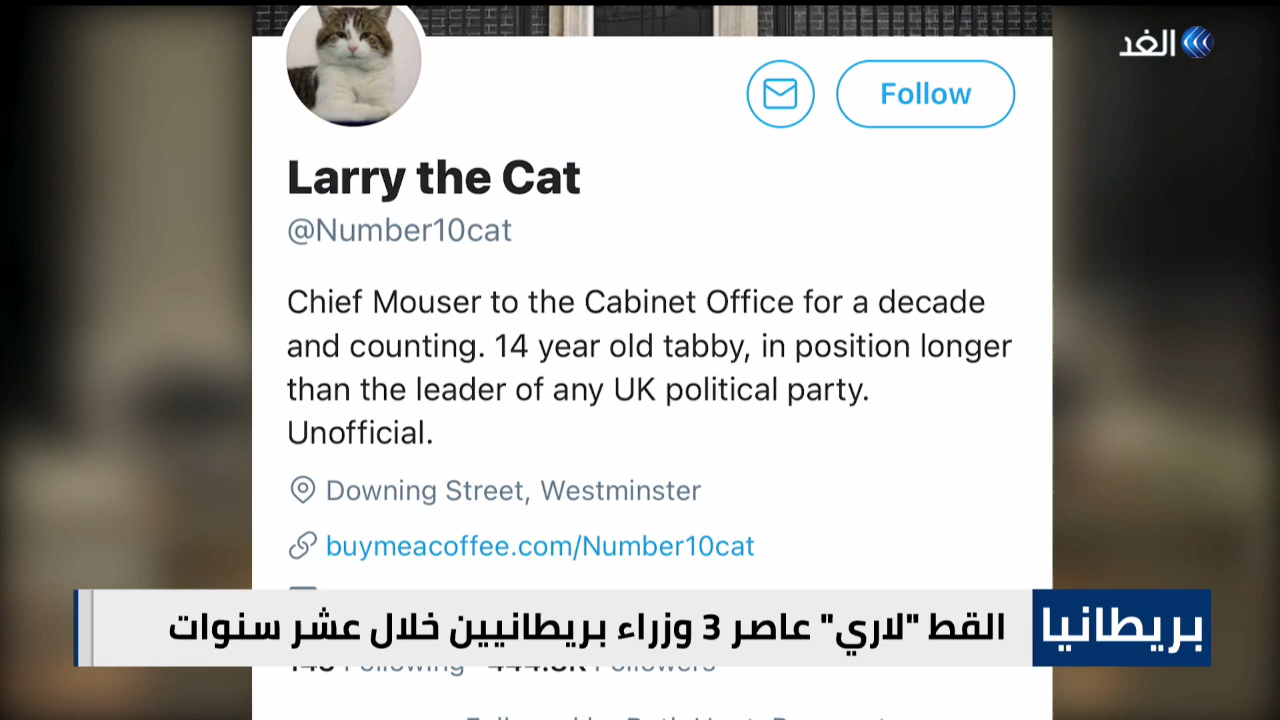 الغد
Follow
Larry the Cat
@Number10cat
Chief Mouser to the Cabinet Office for a decade
and counting. 14 year old tabby, in position longer
than the leader of any UK political party.
Unofficial.
Downing Street, Westminster
buymeacoffee.com/Number10cat
بريطانيا
القط "لاري" عاصر 3 وزراء بريطانيين خلال عشر سنوات
Following Followers